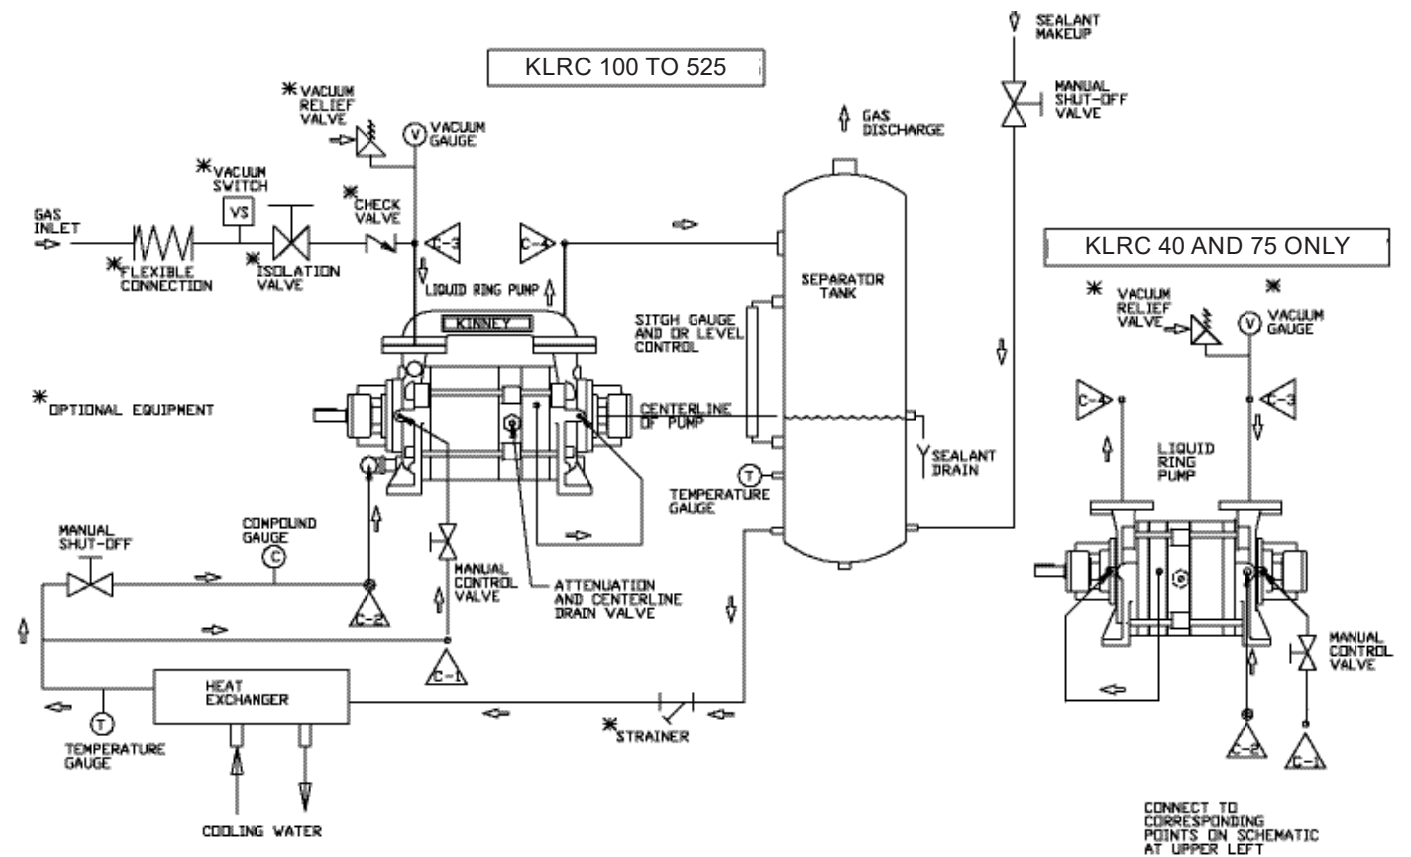 KLRC 100 TO 525
SEALANT
MAKEUP
MANUAL
SHUT-OFF
VALVE
GAS
DISCHARGE
* VACUUM
RELIEF
VALVE
V
VACUUM
GAUGE
* VACUUM
SWITCH
VS
* CHECK
VALVE
GAS
INLET
* FLEXIBLE
CONNECTION
* ISOLATION
VALVE
C-3
C-4
LIQUID RING PUMP
KINNEY
SEPARATOR
TANK
SITGH GAUGE
AND OR LEVEL
CONTROL
* OPTIONAL EQUIPMENT
CENTERLINE
OF PUMP
SEALANT
DRAIN
T
TEMPERATURE
GAUGE
MANUAL
SHUT-OFF
COMPOUND
GAUGE
C
C-2
MANUAL
CONTROL
VALVE
ATTENUATION
AND CENTERLINE
DRAIN VALVE
C-1
HEAT
EXCHANGER
T
TEMPERATURE
GAUGE
* STRAINER
COOLING WATER
KLRC 40 AND 75 ONLY
* VACUUM
RELIEF
VALVE
*
V
VACUUM
GAUGE
C-4
C-3
LIQUID
RING
PUMP
MANUAL
CONTROL
VALVE
C-2
C-1
CONNECT TO
CORRESPONDING
POINTS ON SCHEMATIC
AT UPPER LEFT